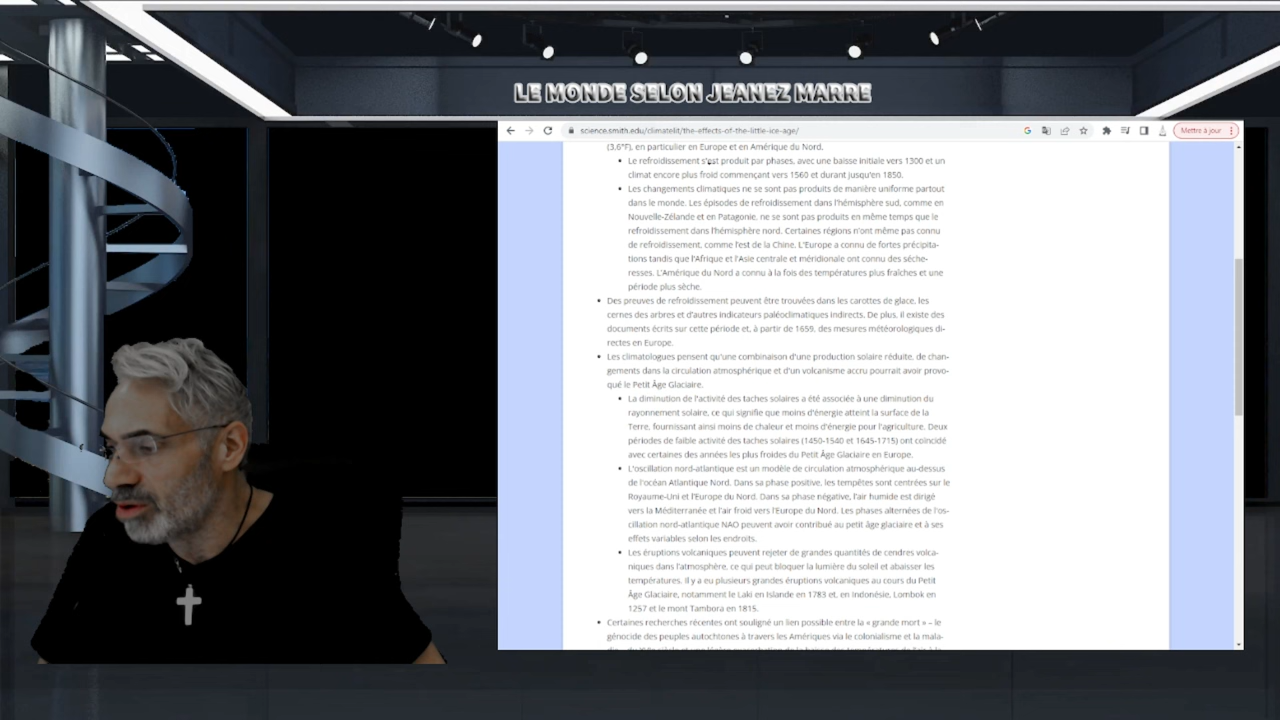 LE MONDE SELON JEANEZ MARRE
science.smith.edu/climatelit/the-effects-of-the-little-ice-age/
Mettre à jour
(3,6°F), en particulier en Europe et en Amérique du Nord.
Le refroidissement s'est produit par phases, avec une baisse initiale vers 1300 et un
climat encore plus froid commençant vers 1560 et durant jusqu'en 1850.
Les changements climatiques ne se sont pas produits de manière uniforme partout
dans le monde. Les épisodes de refroidissement dans l'hémisphère sud, comme en
Nouvelle-Zélande et en Patagonie, ne se sont pas produits en même temps que le
refroidissement dans l'hémisphère nord. Certaines régions n'ont même pas connu
de refroidissement, comme l'est de la Chine. L'Europe a connu de fortes précipita-
tions tandis que l'Afrique et l'Asie centrale et méridionale ont connu des séche-
resses. L'Amérique du Nord a connu à la fois des températures plus fraîches et une
période plus sèche.
Des preuves de refroidissement peuvent être trouvées dans les carottes de glace, les
cernes des arbres et d'autres indicateurs paléoclimatiques indirects. De plus, il existe des
documents écrits sur cette période et, à partir de 1659, des mesures météorologiques di-
rectes en Europe.
Les climatologues pensent qu'une combinaison d'une production solaire réduite, de chan-
gements dans la circulation atmosphérique et d'un volcanisme accru pourrait avoir provo-
qué le Petit Âge Glaciaire.
La diminution de l'activité des taches solaires a été associée à une diminution du
rayonnement solaire, ce qui signifie que moins d'énergie atteint la surface de la
Terre, fournissant ainsi moins de chaleur et moins d'énergie pour l'agriculture. Deux
périodes de faible activité des taches solaires (1450-1540 et 1645-1715) ont coïncidé
avec certaines des années les plus froides du Petit Âge Glaciaire en Europe.
L'oscillation nord-atlantique est un modèle de circulation atmosphérique au-dessus
de l'océan Atlantique Nord. Dans sa phase positive, les tempêtes sont centrées sur le
Royaume-Uni et l'Europe du Nord. Dans sa phase négative, l'air humide est dirigé
vers la Méditerranée et l'air froid vers l'Europe du Nord. Les phases alternées de l'os-
cillation nord-atlantique NAO peuvent avoir contribué au petit âge glaciaire et à ses
effets variables selon les endroits.
Les éruptions volcaniques peuvent rejeter de grandes quantités de cendres volca-
niques dans l'atmosphère, ce qui peut bloquer la lumière du soleil et abaisser les
températures. Il y a eu plusieurs grandes éruptions volcaniques au cours du Petit
Âge Glaciaire, notamment le Laki en Islande en 1783 et, en Indonésie, Lombok en
1257 et le mont Tambora en 1815.
Certaines recherches récentes ont souligné un lien possible entre la « grande mort » – le
génocide des peuples autochtones à travers les Amériques via le colonialisme et la mala-